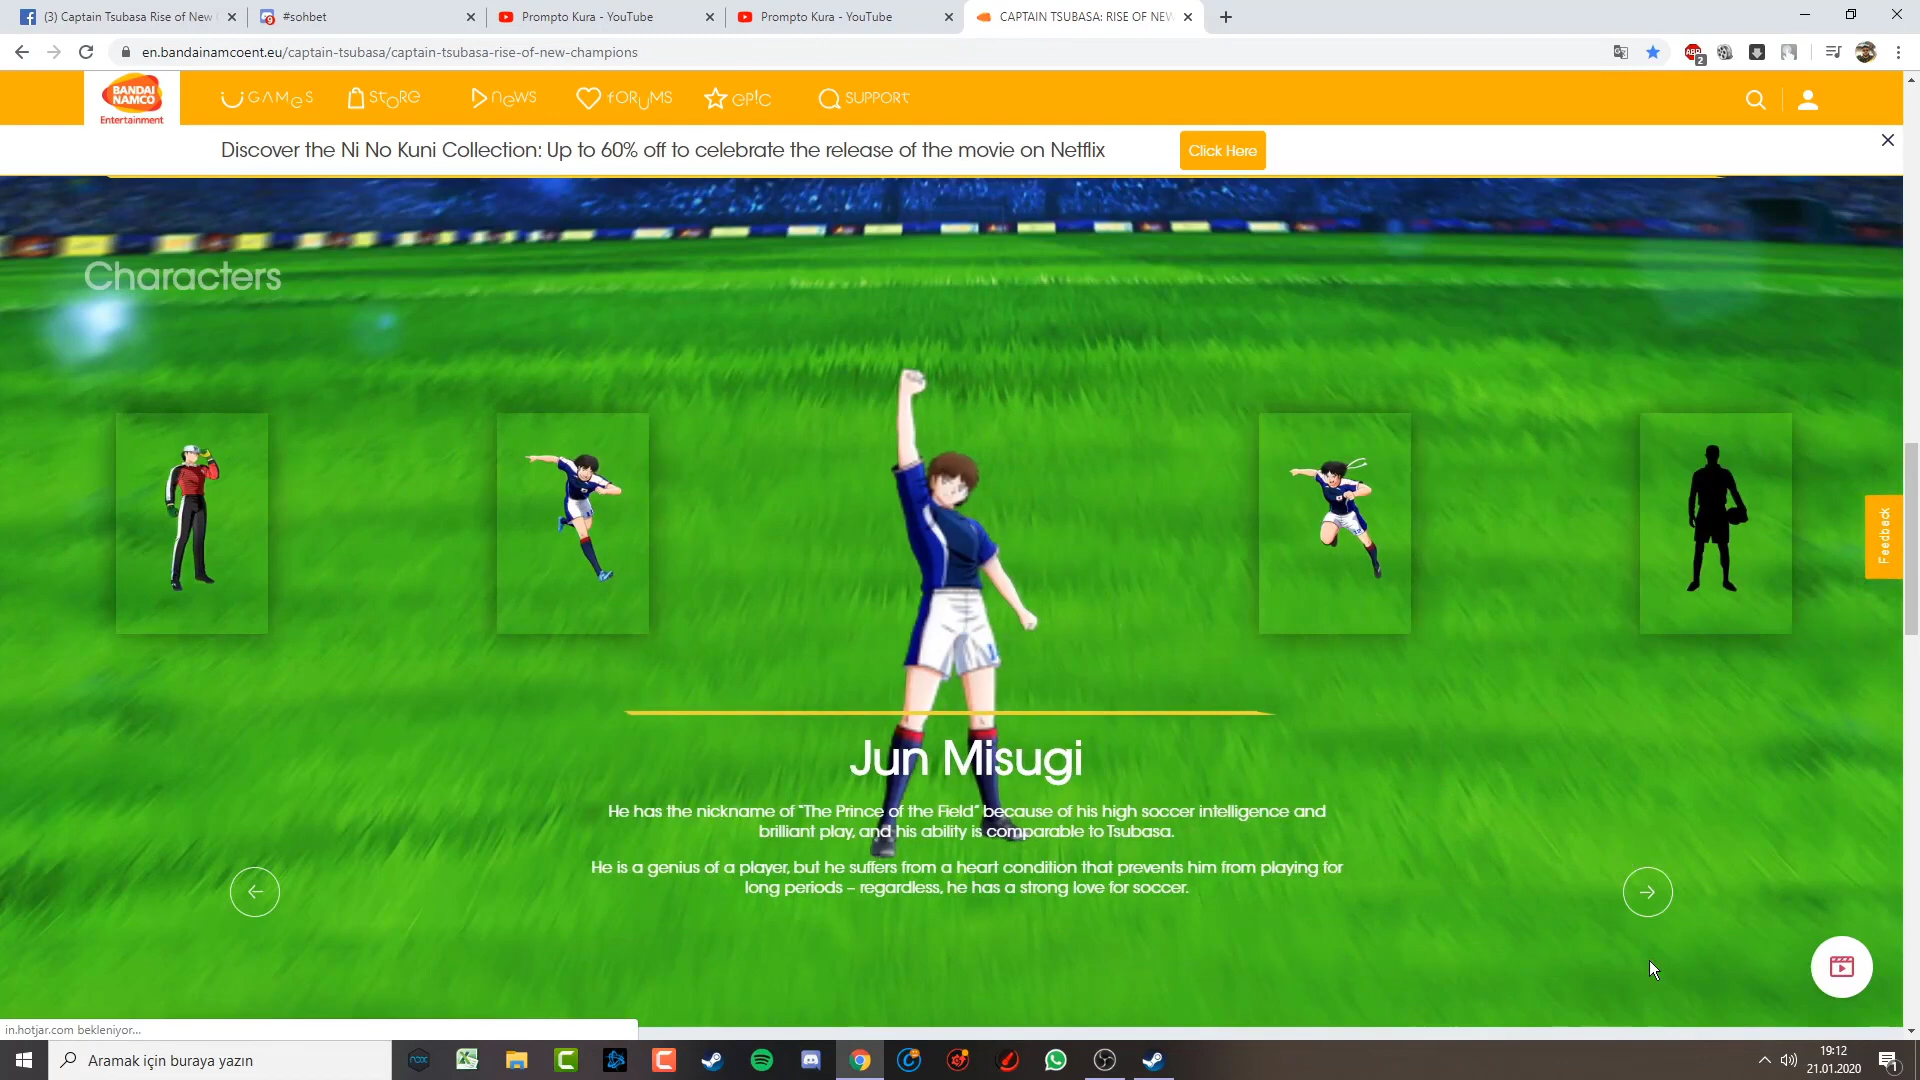 (3) Captain Tsubasa Rise of New
#sohbet
Prompto Kura - YouTube
Prompto Kura - YouTube
CAPTAIN TSUBASA: RISE OF NEW
en.bandainamcoent.eu/captain-tsubasa/captain-tsubasa-rise-of-new-champions
ABP
2
BANDAI
NAMCO
Entertainment
GAMES
STORE
NEWS
FORUMS
EPIC
SUPPORT
Discover the Ni No Kuni Collection: Up to 60% off to celebrate the release of the movie on Netflix
Click Here
Characters
Feedback
Jun Misugi
He has the nickname of "The Prince of the Field" because of his high soccer intelligence and
brilliant play, and his ability is comparable to Tsubasa.
He is a genius of a player, but he suffers from a heart condition that prevents him from playing for
long periods – regardless, he has a strong love for soccer.
in.hotjar.com bekleniyor...
Aramak için buraya yazın
nox
19:12
21.01.2020
1